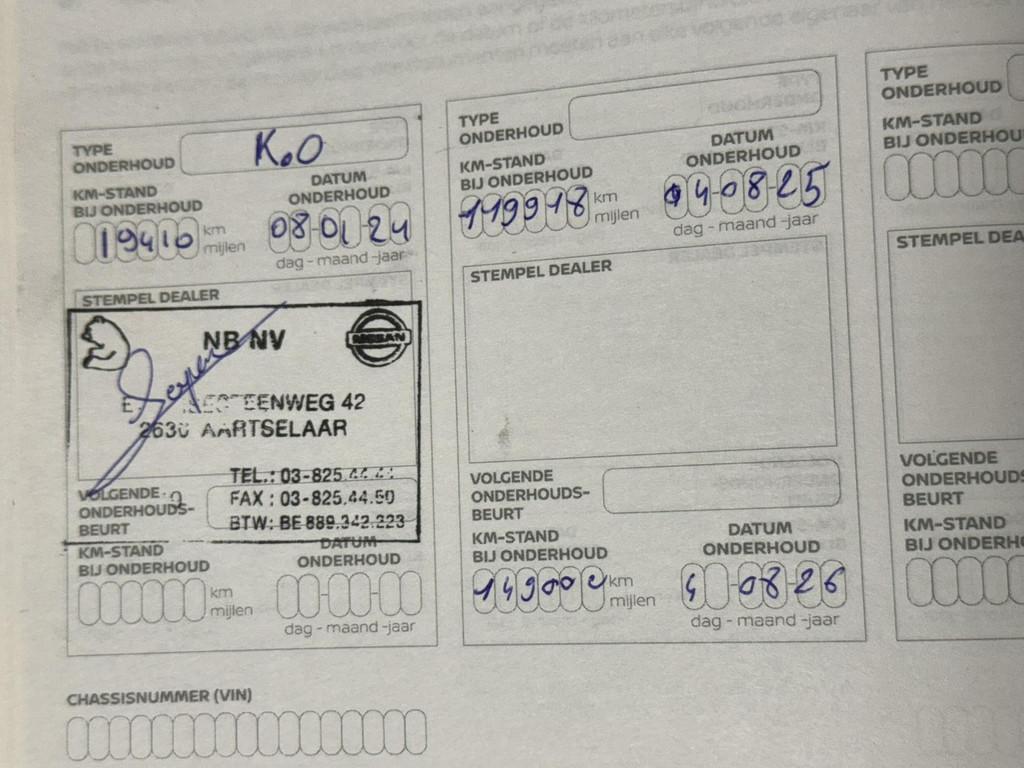 TYPE
ONDERHOUD
K.O
KM-STAND
BIJ ONDERHOUD
DATUM
ONDERHOUD
19410 km
mijlen
08-01-24
dag - maand - jaar
STEMPEL DEALER
NB NV
NISSAN
EENWEG 42
2630 AARTSELAAR
TEL.: 03-825.44.
FAX : 03-825.44.50
BTW: BE 889.342.223
VOLGENDE
ONDERHOUDS-
BEURT
KM-STAND
BIJ ONDERHOUD
DATUM
ONDERHOUD
km
mijlen
dag - maand - jaar
TYPE
ONDERHOUD
KM-STAND
BIJ ONDERHOUD
DATUM
ONDERHOUD
119918 km
mijlen
04-08-25
dag - maand - jaar
STEMPEL DEALER
VOLGENDE
ONDERHOUDS-
BEURT
KM-STAND
BIJ ONDERHOUD
DATUM
ONDERHOUD
km
mijlen
4 -08-26
dag - maand - jaar
TYPE
ONDERHOUD
KM-STAND
BIJ ONDERHOU
STEMPEL DEA
VOLGENDE
ONDERHOUDS
BEURT
KM-STAND
BIJ ONDERH
CHASSISNUMMER (VIN)